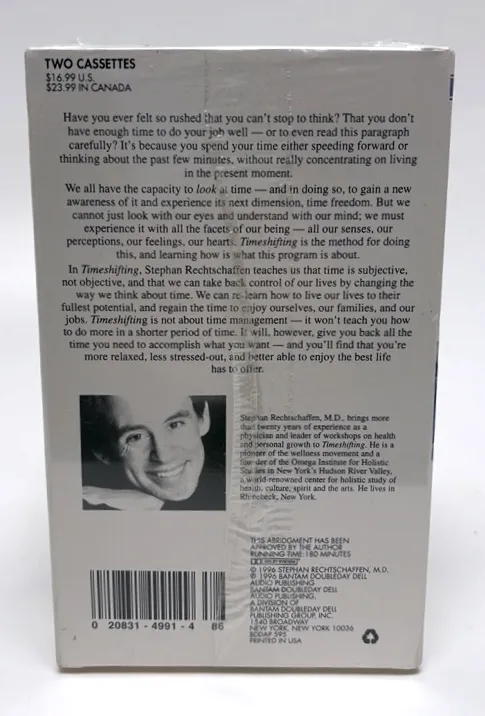 TWO CASSETTES
$16.99 U.S.
$23.99 IN CANADA
Have you ever felt so rushed that you can't stop to think? That you don't
have enough time to do your job well — or to even read this paragraph
carefully? It's because you spend your time either speeding forward or
thinking about the past few minutes, without really concentrating on living
in the present moment.
We all have the capacity to look at time — and in doing so, to gain a new
awareness of it and experience its next dimension, time freedom. But we
cannot just look with our eyes and understand with our mind; we must
experience it with all the facets of our being — all our senses, our
perceptions, our feelings, our hearts. Timeshifting is the method for doing
this, and learning how is what this program is about.
In Timeshifting, Stephan Rechtschaffen teaches us that time is subjective,
not objective, and that we can take back control of our lives by changing the
way we think about time. We can re-learn how to live our lives to their
fullest potential, and regain the time to enjoy ourselves, our families, and our
jobs. Timeshifting is not about time management — it won't teach you how
to do more in a shorter period of time. It will, however, give you back all the
time you need to accomplish what you want — and you'll find that you're
more relaxed, less stressed-out, and better able to enjoy the best life
has to offer.
Stephan Rechtschaffen, M.D., brings more
than twenty years of experience as a
physician and leader of workshops on health
and personal growth to Timeshifting. He is a
pioneer of the wellness movement and a
founder of the Omega Institute for Holistic
Studies in New York's Hudson River Valley,
a world-renowned center for holistic study of
health, culture, spirit and the arts. He lives in
Rhinebeck, New York.
THIS ABRIDGMENT HAS BEEN
APPROVED BY THE AUTHOR
RUNNING TIME: 180 MINUTES
© 1996 STEPHAN RECHTSCHAFFEN, M.D.
℗ 1996 BANTAM DOUBLEDAY DELL
AUDIO PUBLISHING
BANTAM DOUBLEDAY DELL
AUDIO PUBLISHING,
A DIVISION OF
BANTAM DOUBLEDAY DELL
PUBLISHING GROUP, INC.
1540 BROADWAY
NEW YORK, NEW YORK 10036
BDDAP 595
PRINTED IN USA
0 20831 - 4991 - 4 86